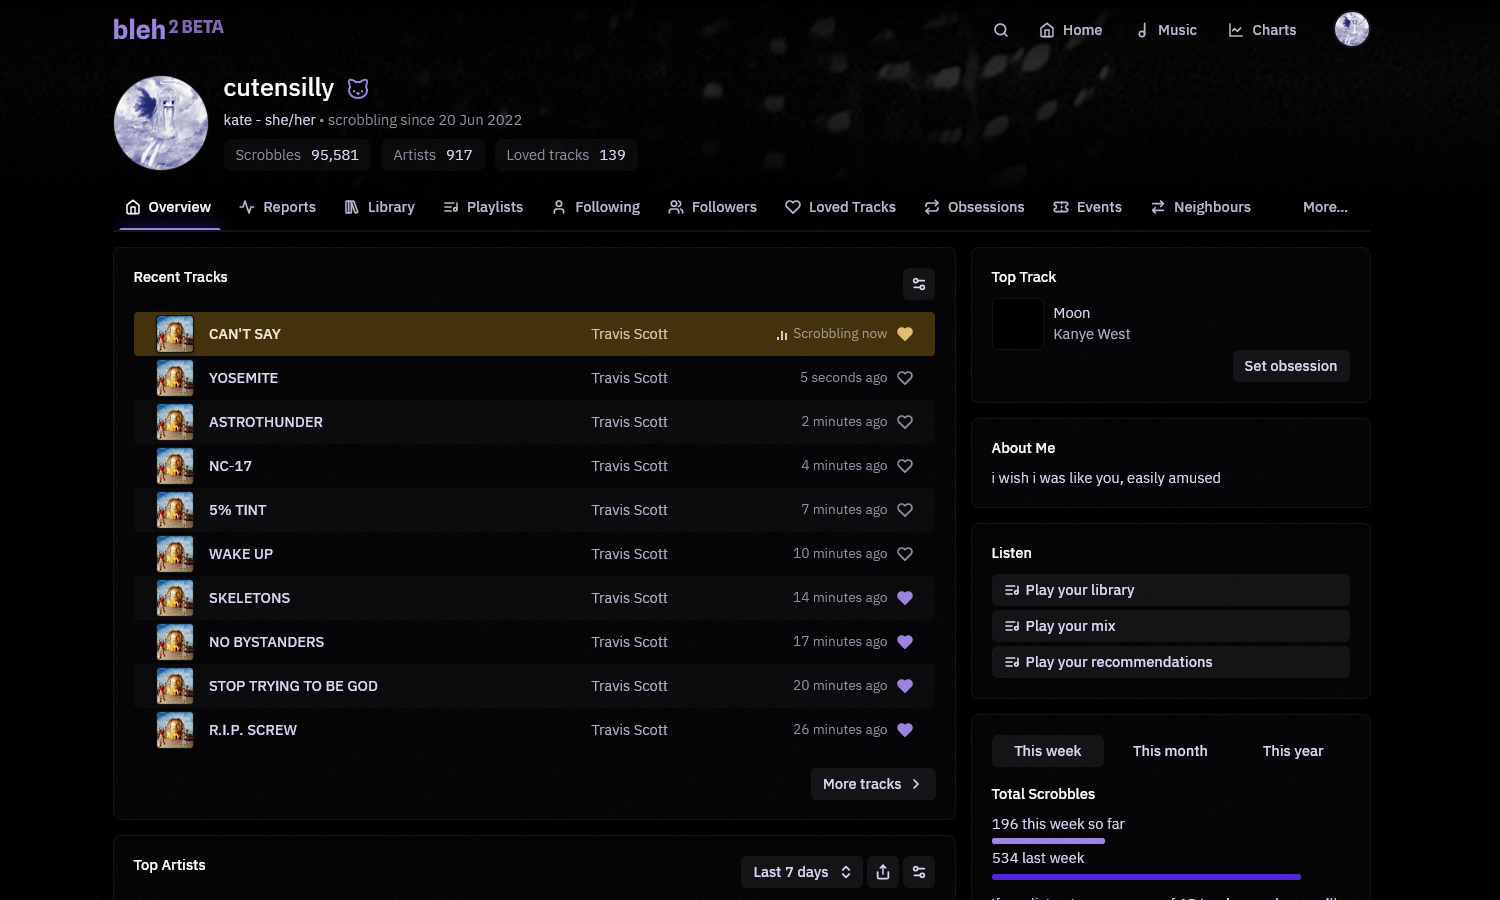 bleh 2 BETA
Home
Music
Charts
cutensilly
kate - she/her • scrobbling since 20 Jun 2022
Scrobbles 95,581
Artists 917
Loved tracks 139
Overview
Reports
Library
Playlists
Following
Followers
Loved Tracks
Obsessions
Events
Neighbours
More...
Recent Tracks
CAN'T SAY Travis Scott Scrobbling now
YOSEMITE Travis Scott 5 seconds ago
ASTROTHUNDER Travis Scott 2 minutes ago
NC-17 Travis Scott 4 minutes ago
5% TINT Travis Scott 7 minutes ago
WAKE UP Travis Scott 10 minutes ago
SKELETONS Travis Scott 14 minutes ago
NO BYSTANDERS Travis Scott 17 minutes ago
STOP TRYING TO BE GOD Travis Scott 20 minutes ago
R.I.P. SCREW Travis Scott 26 minutes ago
More tracks
Top Artists
Last 7 days
Top Track
Moon
Kanye West
Set obsession
About Me
i wish i was like you, easily amused
Listen
Play your library
Play your mix
Play your recommendations
This week
This month
This year
Total Scrobbles
196 this week so far
534 last week